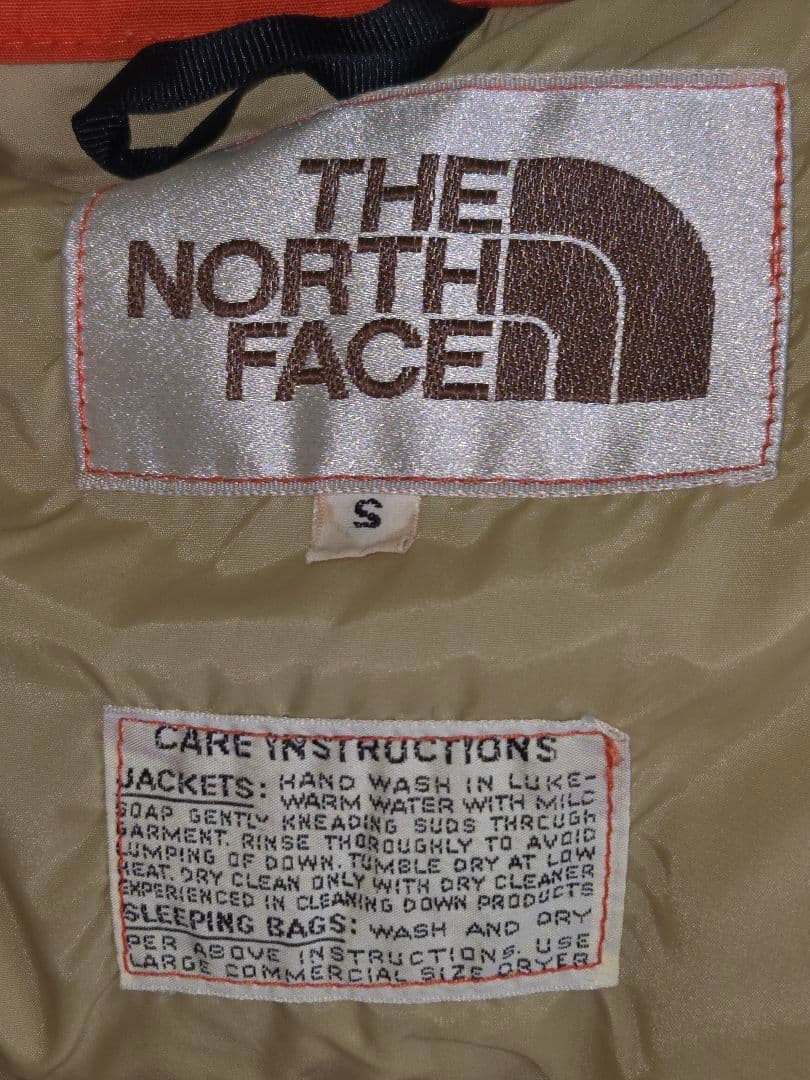 THE
NORTH
FACE
S
CARE INSTRUCTIONS
JACKETS: HAND WASH IN LUKE-
WARM WATER WITH MILD
SOAP GENTLY KNEADING SUDS THROUGH
GARMENT. RINSE THOROUGHLY TO AVOID
LUMPING OF DOWN. TUMBLE DRY AT LOW
HEAT. DRY CLEAN ONLY WITH DRY CLEANER
EXPERIENCED IN CLEANING DOWN PRODUCTS
SLEEPING BAGS: WASH AND DRY
PER ABOVE INSTRUCTIONS. USE
LARGE COMMERCIAL SIZE DRYER